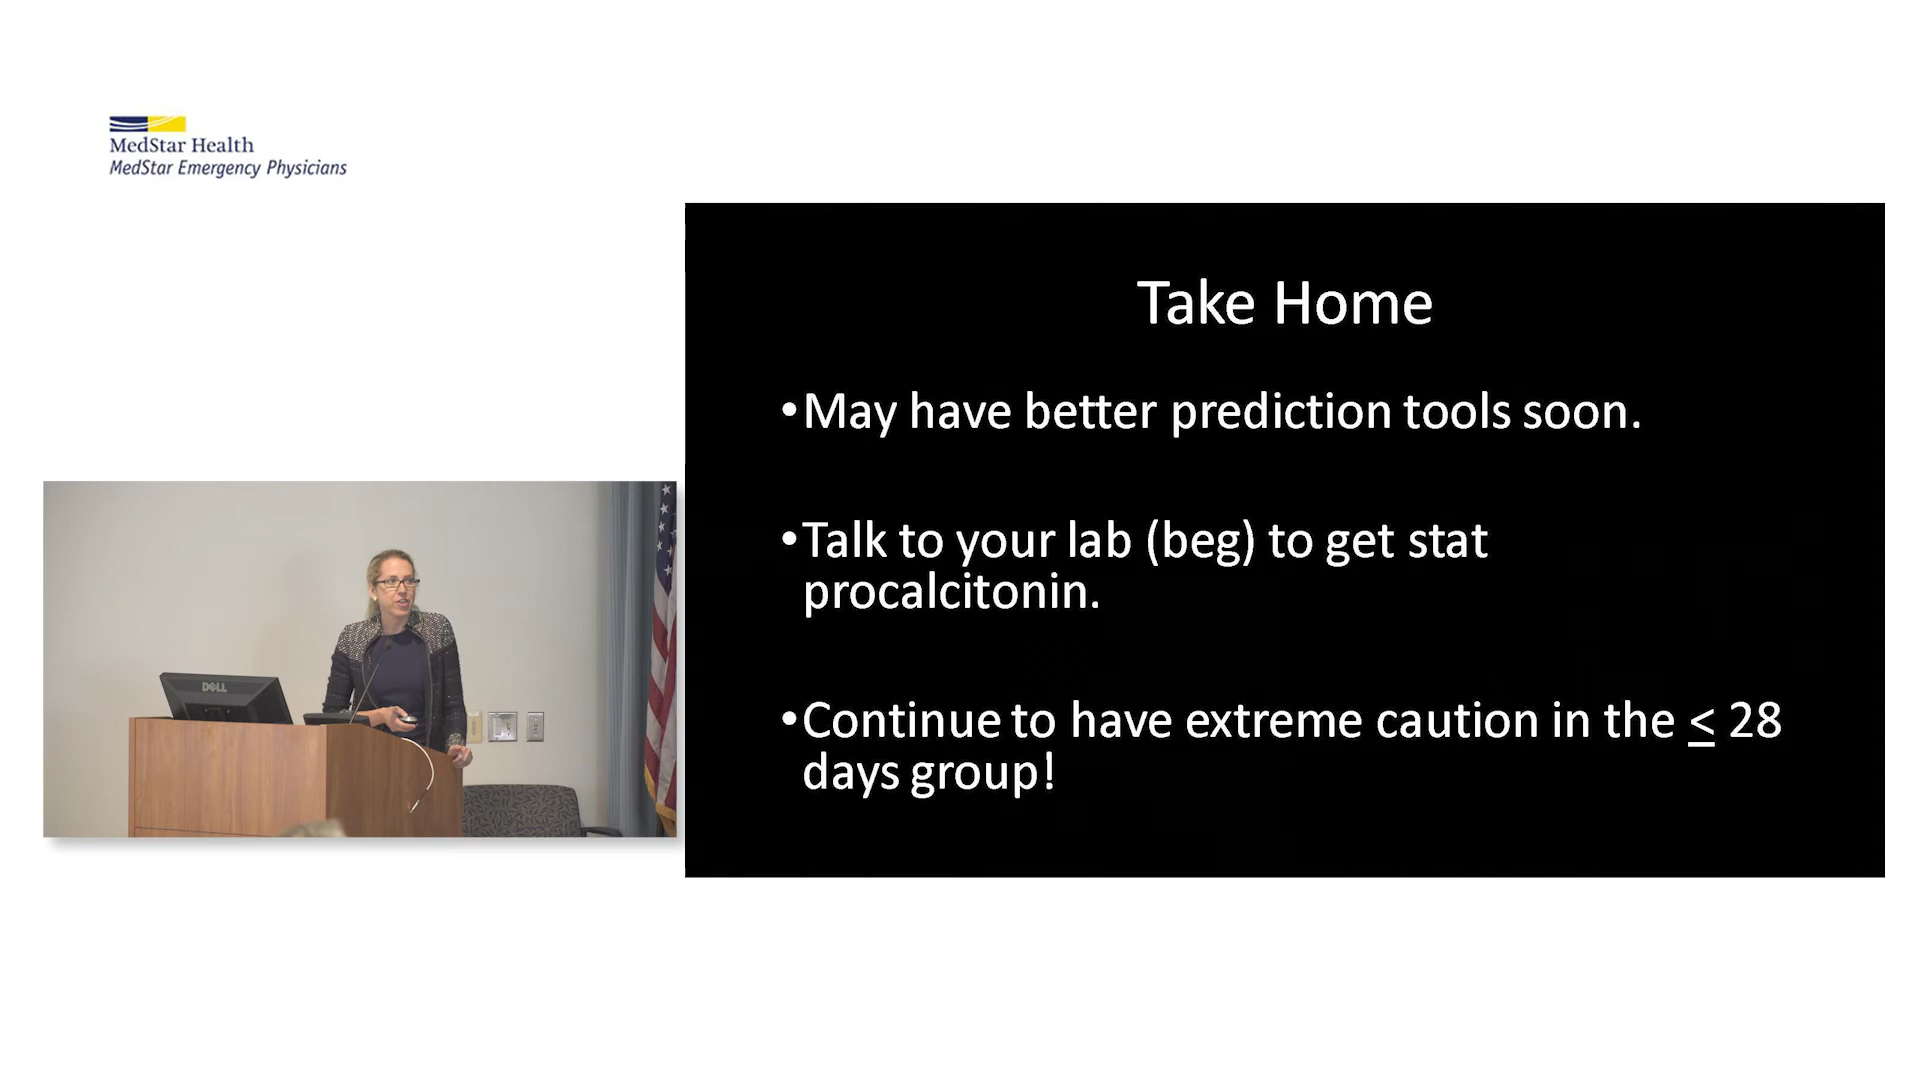 MedStar Health
MedStar Emergency Physicians
Take Home
•May have better prediction tools soon.
•Talk to your lab (beg) to get stat
procalcitonin.
•Continue to have extreme caution in the ≤ 28
days group!
DELL